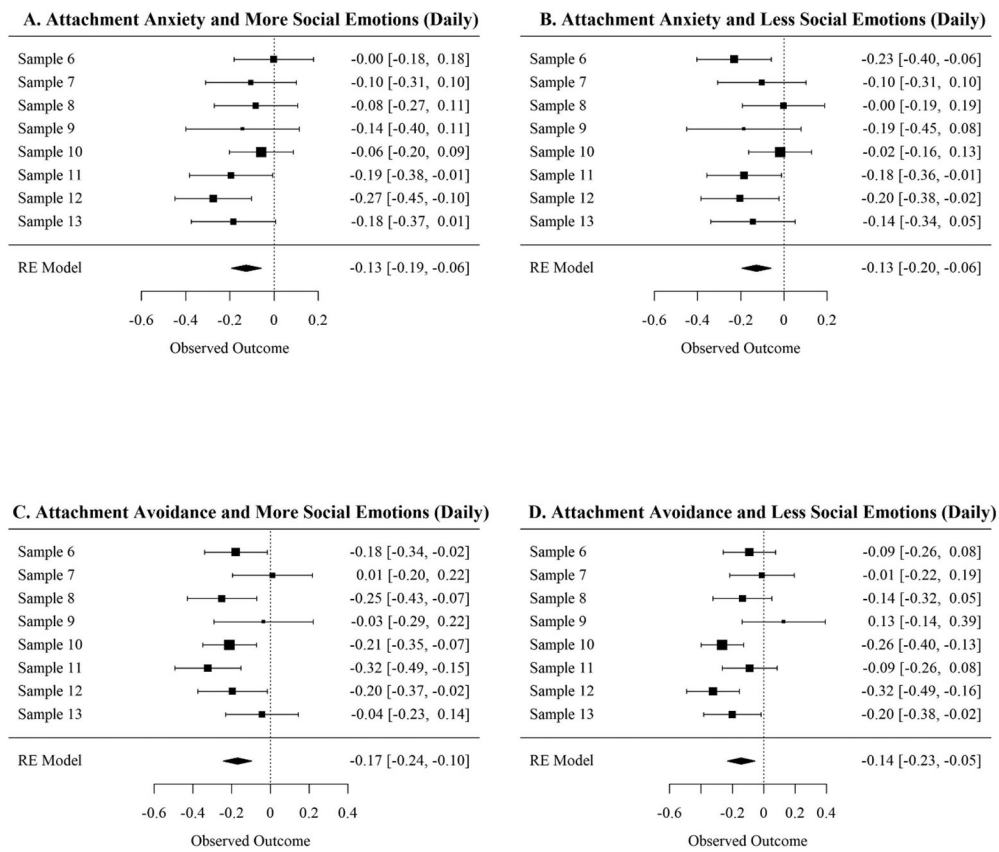 A. Attachment Anxiety and More Social Emotions (Daily)
Sample 6 -0.00 [-0.18, 0.18]
Sample 7 -0.10 [-0.31, 0.10]
Sample 8 -0.08 [-0.27, 0.11]
Sample 9 -0.14 [-0.40, 0.11]
Sample 10 -0.06 [-0.20, 0.09]
Sample 11 -0.19 [-0.38, -0.01]
Sample 12 -0.27 [-0.45, -0.10]
Sample 13 -0.18 [-0.37, 0.01]
RE Model -0.13 [-0.19, -0.06]
-0.6 -0.4 -0.2 0 0.2
Observed Outcome
B. Attachment Anxiety and Less Social Emotions (Daily)
Sample 6 -0.23 [-0.40, -0.06]
Sample 7 -0.10 [-0.31, 0.10]
Sample 8 -0.00 [-0.19, 0.19]
Sample 9 -0.19 [-0.45, 0.08]
Sample 10 -0.02 [-0.16, 0.13]
Sample 11 -0.18 [-0.36, -0.01]
Sample 12 -0.20 [-0.38, -0.02]
Sample 13 -0.14 [-0.34, 0.05]
RE Model -0.13 [-0.20, -0.06]
-0.6 -0.4 -0.2 0 0.2
Observed Outcome
C. Attachment Avoidance and More Social Emotions (Daily)
Sample 6 -0.18 [-0.34, -0.02]
Sample 7 0.01 [-0.20, 0.22]
Sample 8 -0.25 [-0.43, -0.07]
Sample 9 -0.03 [-0.29, 0.22]
Sample 10 -0.21 [-0.35, -0.07]
Sample 11 -0.32 [-0.49, -0.15]
Sample 12 -0.20 [-0.37, -0.02]
Sample 13 -0.04 [-0.23, 0.14]
RE Model -0.17 [-0.24, -0.10]
-0.6 -0.4 -0.2 0 0.2 0.4
Observed Outcome
D. Attachment Avoidance and Less Social Emotions (Daily)
Sample 6 -0.09 [-0.26, 0.08]
Sample 7 -0.01 [-0.22, 0.19]
Sample 8 -0.14 [-0.32, 0.05]
Sample 9 0.13 [-0.14, 0.39]
Sample 10 -0.26 [-0.40, -0.13]
Sample 11 -0.09 [-0.26, 0.08]
Sample 12 -0.32 [-0.49, -0.16]
Sample 13 -0.20 [-0.38, -0.02]
RE Model -0.14 [-0.23, -0.05]
-0.6 -0.4 -0.2 0 0.2 0.4
Observed Outcome